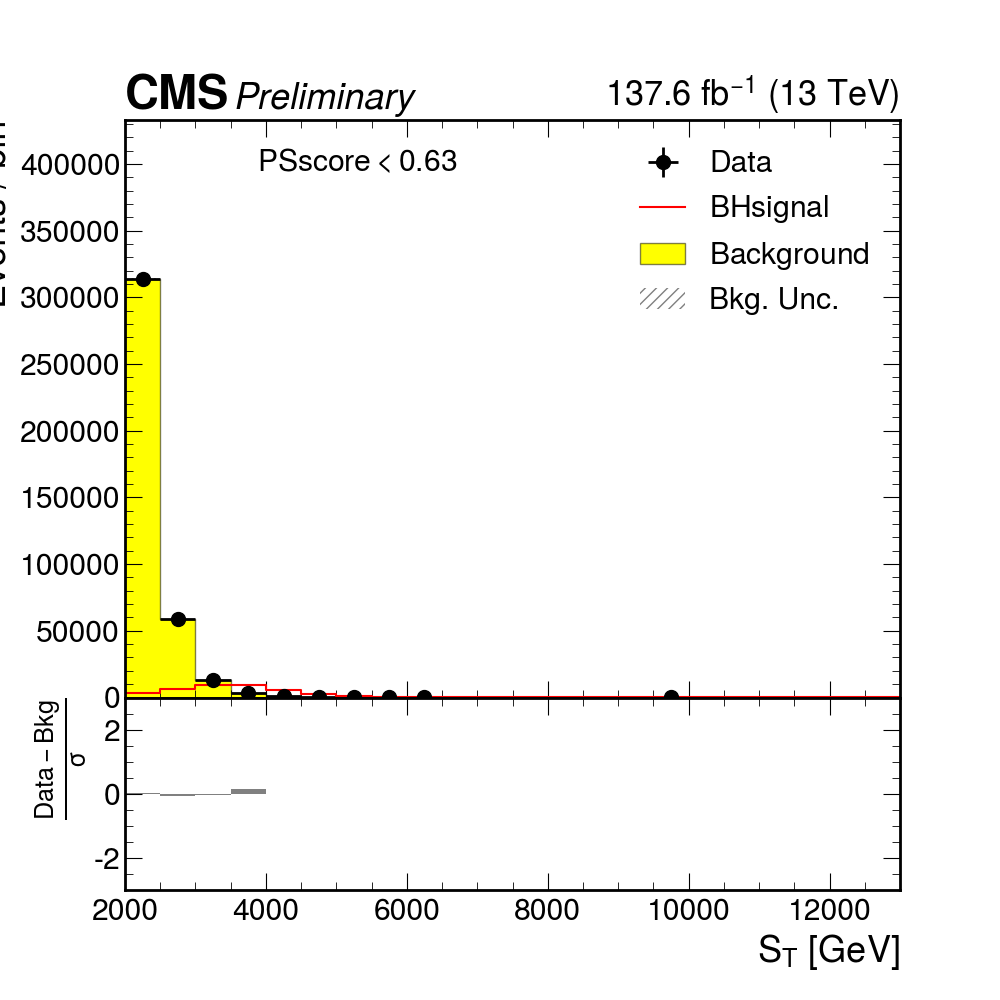 CMS Preliminary
137.6 fb⁻¹ (13 TeV)
PSscore < 0.63
Data
BHsignal
Background
Bkg. Unc.
400000
350000
300000
250000
200000
150000
100000
50000
0
Data – Bkg
σ
2
0
-2
2000 4000 6000 8000 10000 12000
S_T [GeV]